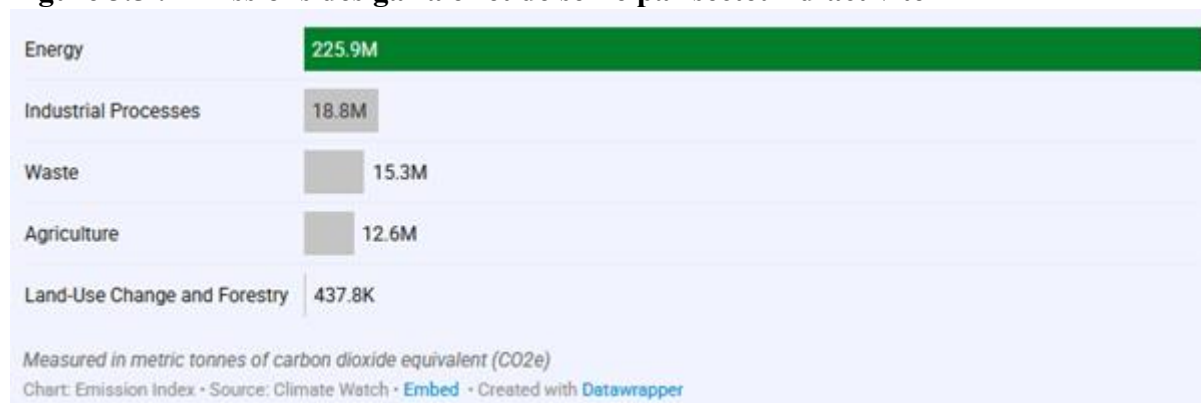 Energy 225.9M
Industrial Processes 18.8M
Waste 15.3M
Agriculture 12.6M
Land-Use Change and Forestry 437.8K
Measured in metric tonnes of carbon dioxide equivalent (CO2e)
Chart: Emission Index • Source: Climate Watch • Embed • Created with Datawrapper